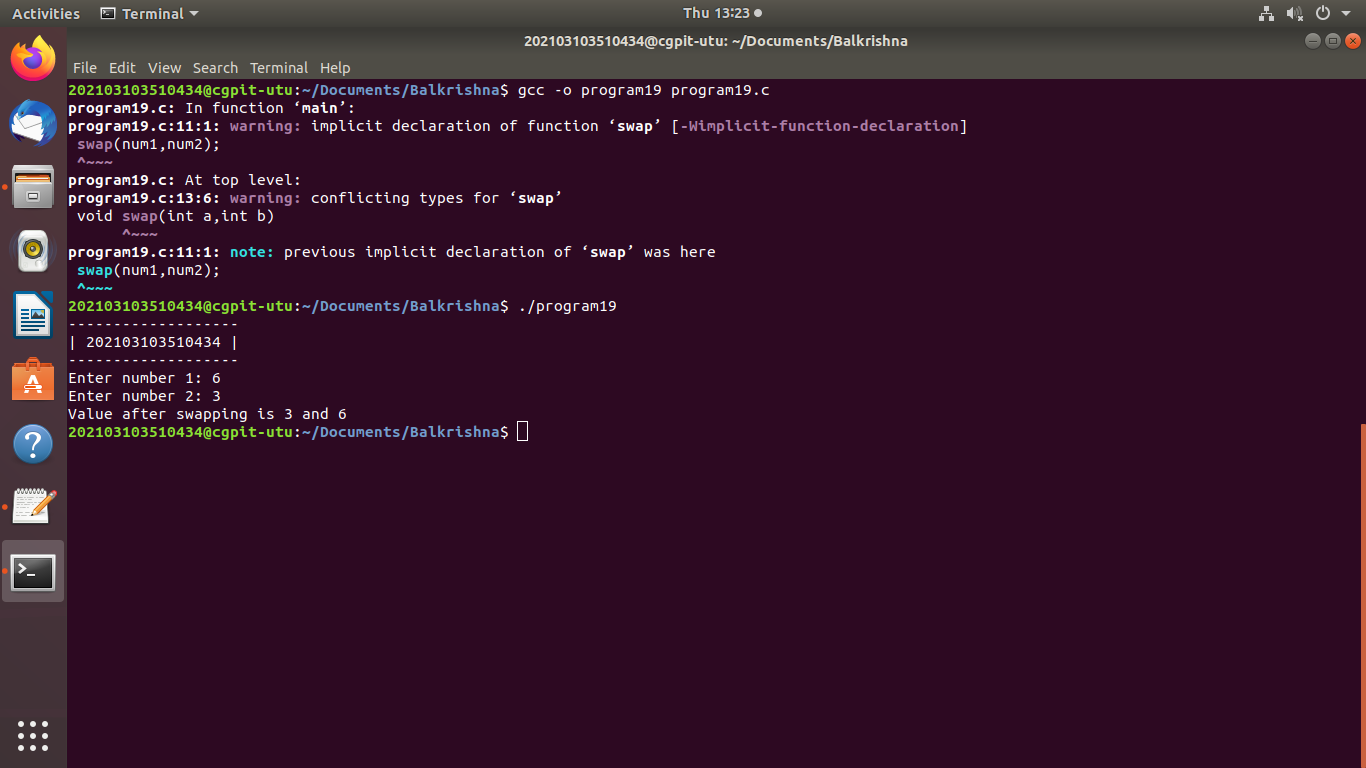 Activities Terminal Thu 13:23
202103103510434@cgpit-utu: ~/Documents/Balkrishna
File Edit View Search Terminal Help
202103103510434@cgpit-utu:~/Documents/Balkrishna$ gcc -o program19 program19.c
program19.c: In function ‘main’:
program19.c:11:1: warning: implicit declaration of function ‘swap’ [-Wimplicit-function-declaration]
 swap(num1,num2);
 ^~~~
program19.c: At top level:
program19.c:13:6: warning: conflicting types for ‘swap’
 void swap(int a,int b)
      ^~~~
program19.c:11:1: note: previous implicit declaration of ‘swap’ was here
 swap(num1,num2);
 ^~~~
202103103510434@cgpit-utu:~/Documents/Balkrishna$ ./program19
-------------------
| 202103103510434 |
-------------------
Enter number 1: 6
Enter number 2: 3
Value after swapping is 3 and 6
202103103510434@cgpit-utu:~/Documents/Balkrishna$